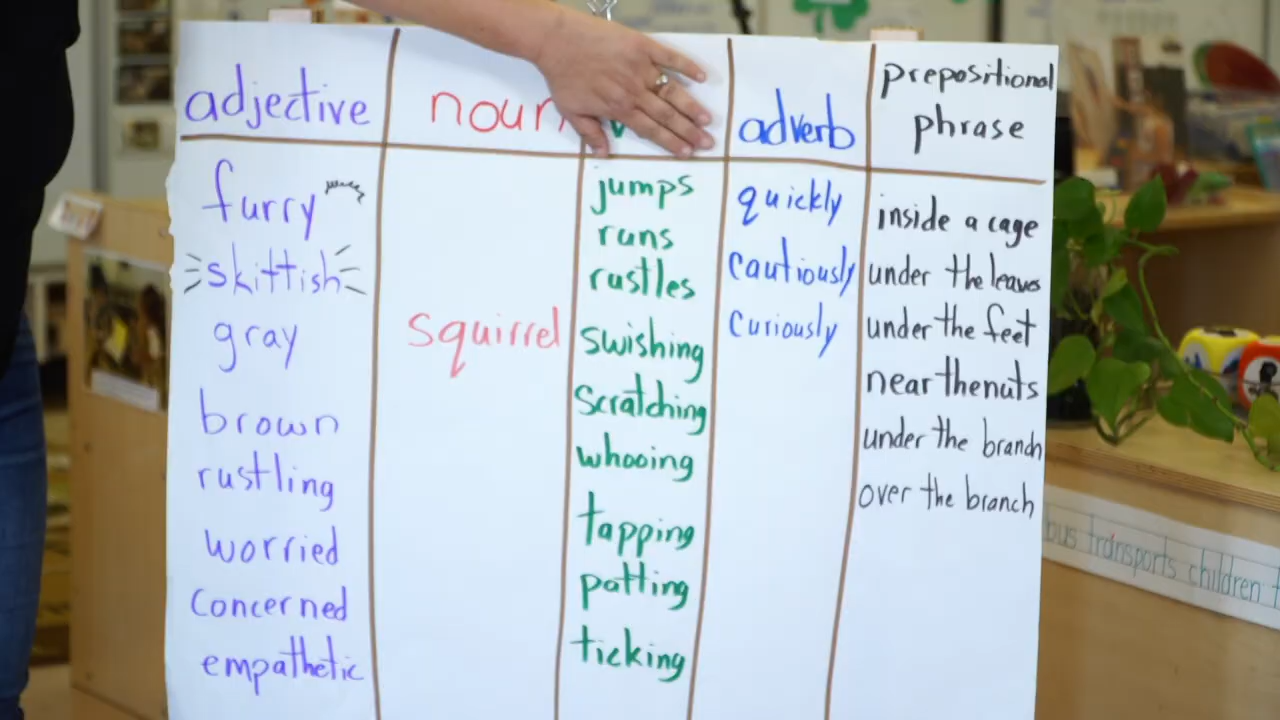 adjective
furry
skittish
gray
brown
rustling
worried
concerned
empathetic
noun
squirrel
jumps
runs
rustles
swishing
scratching
whooing
tapping
patting
ticking
adverb
quickly
cautiously
curiously
prepositional
phrase
inside a cage
under the leaves
under the feet
near the nuts
under the branch
over the branch
bus transports children